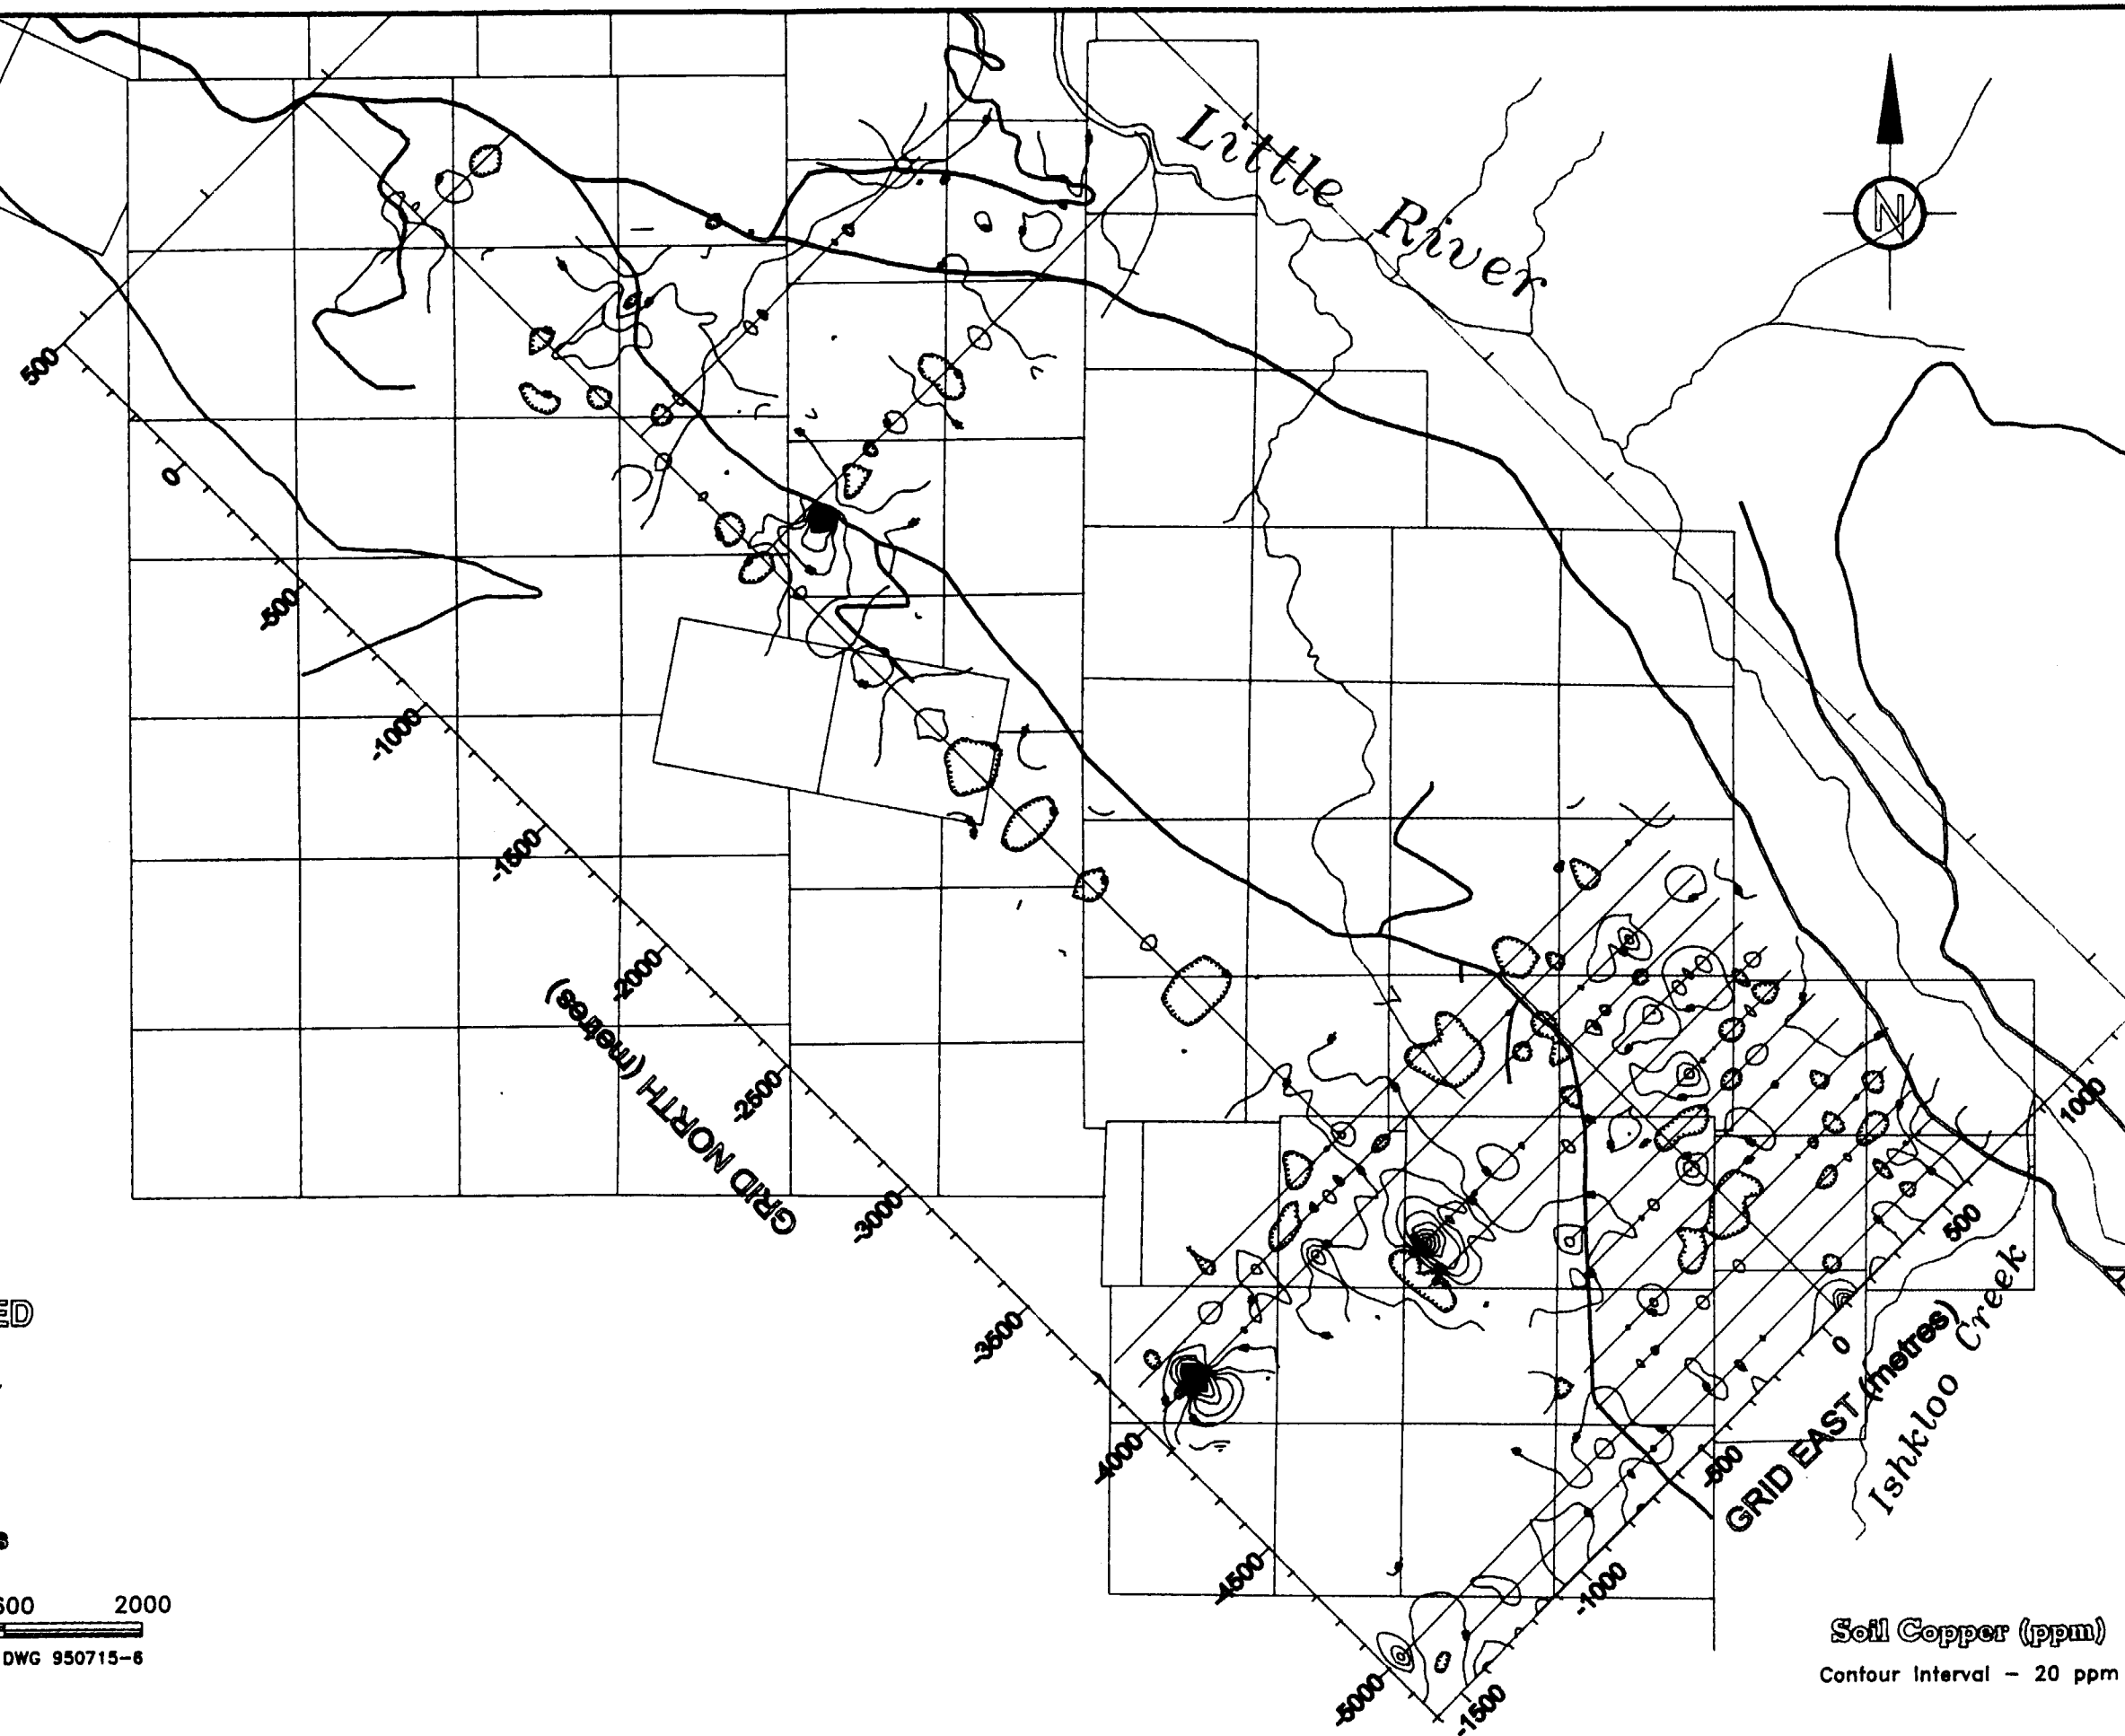 Little River
N
500
0
-500
-1000
-1500
-2000
GRID NORTH (metres)
-2500
-3000
-3500
-4000
-4500
-5000
-1500
-1000
-500
GRID EAST (metres)
0
500
1000
Ishkloo Creek
ED
2000
DWG 950715-6
Soil Copper (ppm)
Contour Interval - 20 ppm